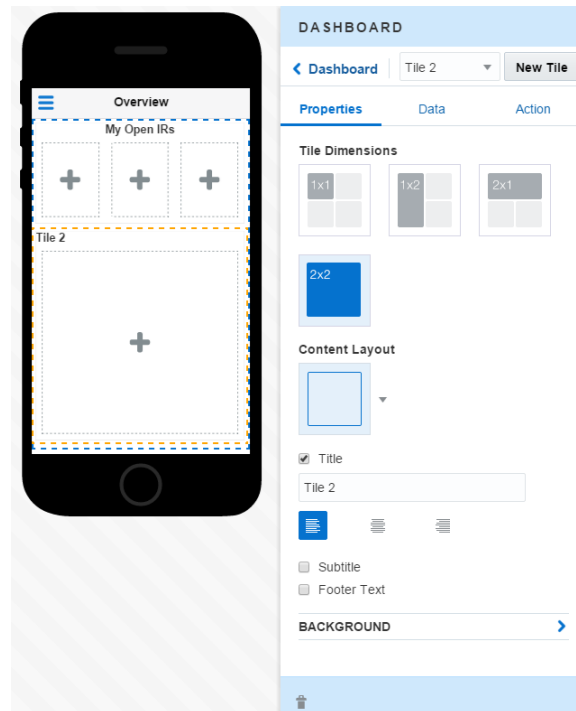 DASHBOARD
Dashboard
Tile 2
New Tile
Properties
Data
Action
Overview
My Open IRs
Tile 2
Tile Dimensions
1x1
1x2
2x1
2x2
Content Layout
Title
Tile 2
Subtitle
Footer Text
BACKGROUND